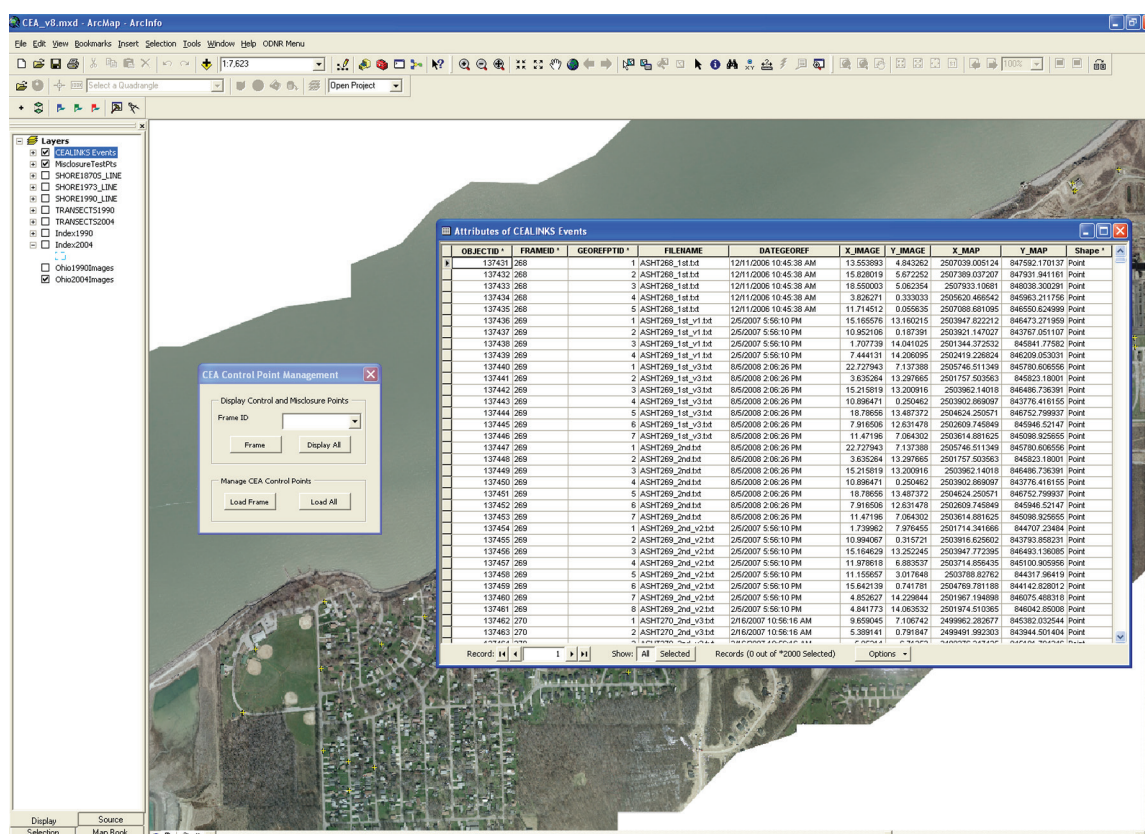 CEA_v8.mxd - ArcMap - ArcInfo
File Edit View Bookmarks Insert Selection Tools Window Help ODNR Menu
1:7,623
100%
Select a Quadrangle
Open Project
Layers
CEALINKS Events
MisclosureTestPts
SHORE1870S_LINE
SHORE1973_LINE
SHORE1990_LINE
TRANSECTS1990
TRANSECTS2004
Index1990
Index2004
Ohio1990Images
Ohio2004Images
Display Source
Selection Map Book
CEA Control Point Management
Display Control and Misclosure Points
Frame ID
Frame Display All
Manage CEA Control Points
Load Frame Load All
Attributes of CEALINKS Events
OBJECTID * FRAMEID * GEOREFPTID * FILENAME DATEGEOREF X_IMAGE Y_IMAGE X_MAP Y_MAP Shape *
137431 268 1 ASHT268_1st.txt 12/11/2006 10:45:38 AM 13.553893 4.843262 2507039.005124 847592.170137 Point
137432 268 2 ASHT268_1st.txt 12/11/2006 10:45:38 AM 15.828019 5.672252 2507389.037207 847931.941161 Point
137433 268 3 ASHT268_1st.txt 12/11/2006 10:45:38 AM 18.550003 5.062354 2507933.10681 848038.300291 Point
137434 268 4 ASHT268_1st.txt 12/11/2006 10:45:38 AM 3.826271 0.333033 2505620.466542 845963.211756 Point
137435 268 5 ASHT268_1st.txt 12/11/2006 10:45:38 AM 11.714512 0.055635 2507088.681095 846550.624999 Point
137436 269 1 ASHT269_1st_v1.txt 2/5/2007 5:56:10 PM 15.165576 13.160215 2503947.822212 846473.271959 Point
137437 269 2 ASHT269_1st_v1.txt 2/5/2007 5:56:10 PM 10.952106 0.187391 2503921.147027 843767.051107 Point
137438 269 3 ASHT269_1st_v1.txt 2/5/2007 5:56:10 PM 1.707739 14.041025 2501344.372532 845841.77582 Point
137439 269 4 ASHT269_1st_v1.txt 2/5/2007 5:56:10 PM 7.444131 14.206095 2502419.226824 846209.053031 Point
137440 269 1 ASHT269_1st_v3.txt 8/5/2008 2:06:26 PM 22.727943 7.137388 2505746.511349 845780.606556 Point
137441 269 2 ASHT269_1st_v3.txt 8/5/2008 2:06:26 PM 3.635264 13.297665 2501757.503563 845823.18001 Point
137442 269 3 ASHT269_1st_v3.txt 8/5/2008 2:06:26 PM 15.215819 13.200916 2503962.14018 846486.736391 Point
137443 269 4 ASHT269_1st_v3.txt 8/5/2008 2:06:26 PM 10.896471 0.250462 2503902.869097 843776.416155 Point
137444 269 5 ASHT269_1st_v3.txt 8/5/2008 2:06:26 PM 18.78656 13.487372 2504624.250571 846752.799937 Point
137445 269 6 ASHT269_1st_v3.txt 8/5/2008 2:06:26 PM 7.916506 12.631478 2502609.745849 845946.52147 Point
137446 269 7 ASHT269_1st_v3.txt 8/5/2008 2:06:26 PM 11.47196 7.064302 2503614.881625 845098.925655 Point
137447 269 1 ASHT269_2nd.txt 8/5/2008 2:06:26 PM 22.727943 7.137388 2505746.511349 845780.606556 Point
137448 269 2 ASHT269_2nd.txt 8/5/2008 2:06:26 PM 3.635264 13.297665 2501757.503563 845823.18001 Point
137449 269 3 ASHT269_2nd.txt 8/5/2008 2:06:26 PM 15.215819 13.200916 2503962.14018 846486.736391 Point
137450 269 4 ASHT269_2nd.txt 8/5/2008 2:06:26 PM 10.896471 0.250462 2503902.869097 843776.416155 Point
137451 269 5 ASHT269_2nd.txt 8/5/2008 2:06:26 PM 18.78656 13.487372 2504624.250571 846752.799937 Point
137452 269 6 ASHT269_2nd.txt 8/5/2008 2:06:26 PM 7.916506 12.631478 2502609.745849 845946.52147 Point
137453 269 7 ASHT269_2nd.txt 8/5/2008 2:06:26 PM 11.47196 7.064302 2503614.881625 845098.925655 Point
137454 269 1 ASHT269_2nd_v2.txt 2/5/2007 5:56:10 PM 1.739962 7.976455 2501714.341666 844707.23484 Point
137455 269 2 ASHT269_2nd_v2.txt 2/5/2007 5:56:10 PM 10.994067 0.315721 2503916.625602 843793.858231 Point
137456 269 3 ASHT269_2nd_v2.txt 2/5/2007 5:56:10 PM 15.164629 13.252245 2503947.772395 846493.136085 Point
137457 269 4 ASHT269_2nd_v2.txt 2/5/2007 5:56:10 PM 11.978618 6.883537 2503714.856435 845100.905956 Point
137458 269 5 ASHT269_2nd_v2.txt 2/5/2007 5:56:10 PM 11.155657 3.017648 2503788.82762 844317.96419 Point
137459 269 6 ASHT269_2nd_v2.txt 2/5/2007 5:56:10 PM 15.642139 0.741781 2504769.781188 844142.828012 Point
137460 269 7 ASHT269_2nd_v2.txt 2/5/2007 5:56:10 PM 4.852627 14.229844 2501967.194898 846075.488318 Point
137461 269 8 ASHT269_2nd_v2.txt 2/5/2007 5:56:10 PM 4.841773 14.063532 2501974.510365 846042.85008 Point
137462 270 1 ASHT270_2nd_v3.txt 2/16/2007 10:56:16 AM 9.659045 7.106742 2499962.282677 845382.032544 Point
137463 270 2 ASHT270_2nd_v3.txt 2/16/2007 10:56:16 AM 5.389141 0.791847 2499491.992303 843944.501404 Point
Record: 1 Show: All Selected Records (0 out of *2000 Selected) Options